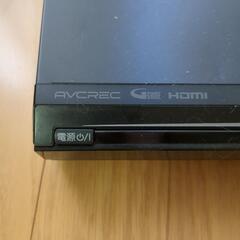 AVCREC G HDMI
電源⏻/I